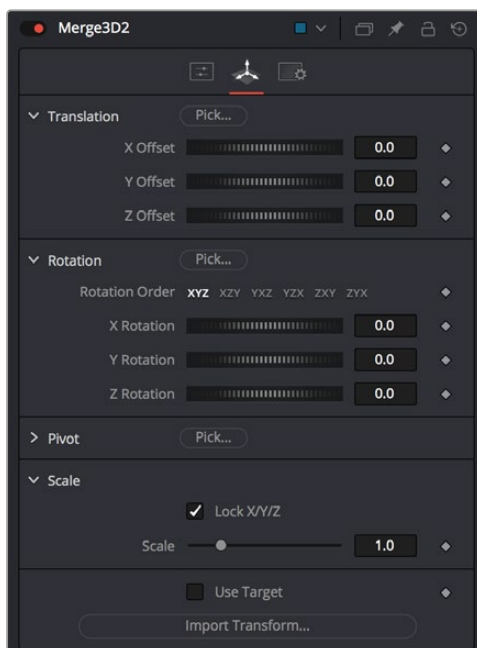 Merge3D2
Translation Pick...
X Offset 0.0
Y Offset 0.0
Z Offset 0.0
Rotation Pick...
Rotation Order XYZ XZY YXZ YZX ZXY ZYX
X Rotation 0.0
Y Rotation 0.0
Z Rotation 0.0
Pivot Pick...
Scale
Lock X/Y/Z
Scale 1.0
Use Target
Import Transform...